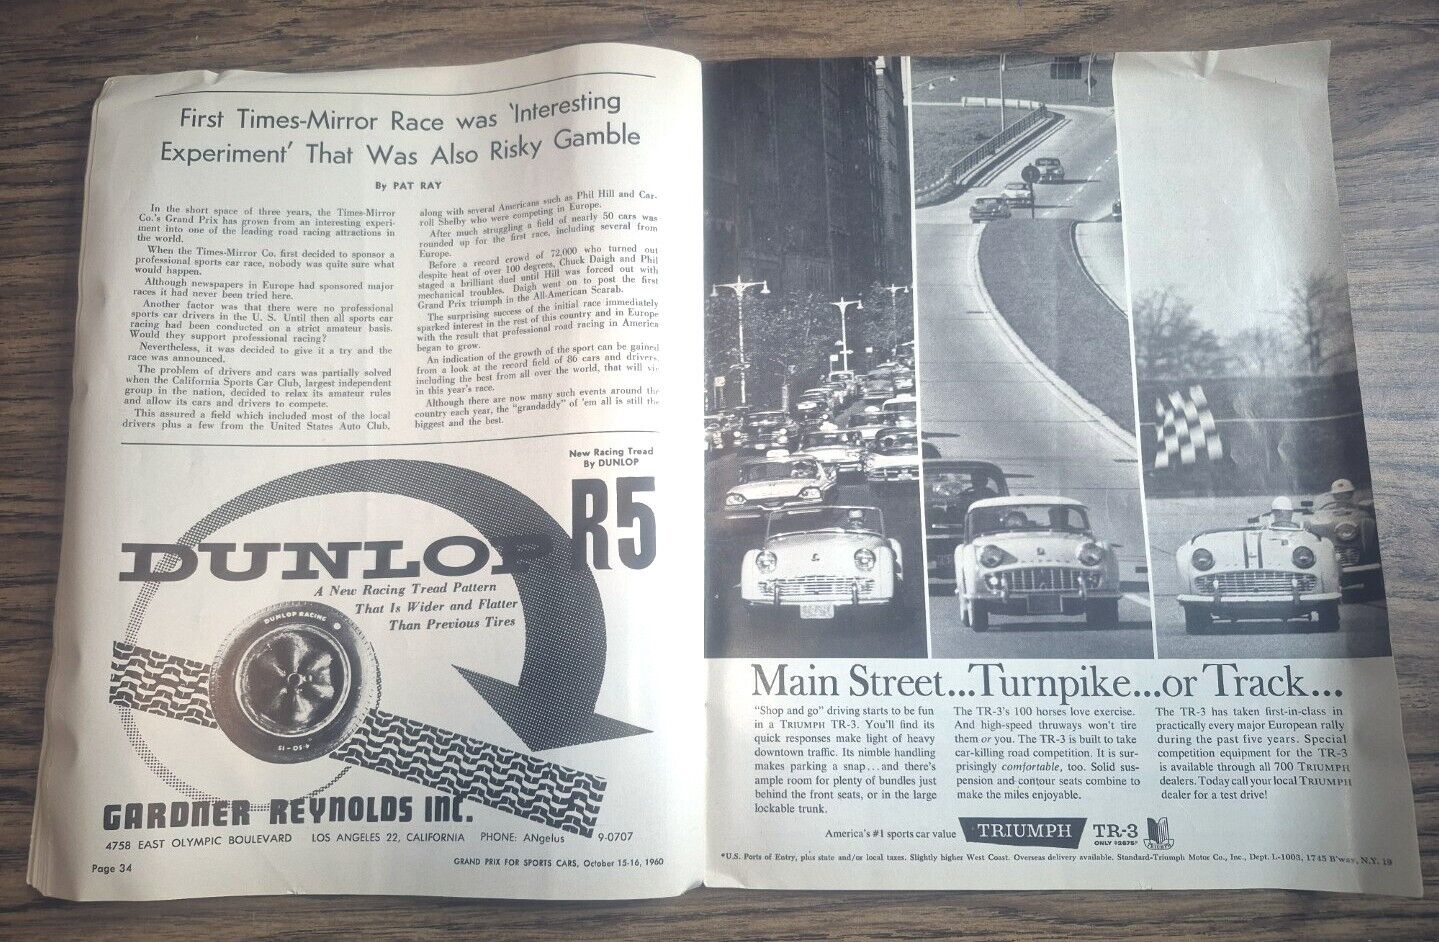 First Times-Mirror Race was 'Interesting
Experiment' That Was Also Risky Gamble
By PAT RAY
In the short space of three years, the Times-Mirror
Co.'s Grand Prix has grown from an interesting experi-
ment into one of the leading road racing attractions in
the world.
When the Times-Mirror Co. first decided to sponsor a
professional sports car race, nobody was quite sure what
would happen.
Although newspapers in Europe had sponsored major
races it had never been tried here.
Another factor was that there were no professional
sports car drivers in the U. S. Until then all sports car
racing had been conducted on a strict amateur basis.
Would they support professional racing?
Nevertheless, it was decided to give it a try and the
race was announced.
The problem of drivers and cars was partially solved
when the California Sports Car Club, largest independent
group in the nation, decided to relax its amateur rules
and allow its cars and drivers to compete.
This assured a field which included most of the local
drivers plus a few from the United States Auto Club,
along with several Americans such as Phil Hill and Car-
roll Shelby who were competing in Europe.
After much struggling a field of nearly 50 cars was
rounded up for the first race, including several from
Europe.
Before a record crowd of 72,000 who turned out
despite heat of over 100 degrees, Chuck Daigh and Phil
staged a brilliant duel until Hill was forced out with
mechanical troubles. Daigh went on to post the first
Grand Prix triumph in the All-American Scarab.
The surprising success of the initial race immediately
sparked interest in the rest of this country and in Europe
with the result that professional road racing in America
began to grow.
An indication of the growth of the sport can be gained
from a look at the record field of 86 cars and drivers,
including the best from all over the world, that will vie
in this year's race.
Although there are now many such events around the
country each year, the "grandaddy" of 'em all is still the
biggest and the best.
New Racing Tread
By DUNLOP
R5
DUNLOP
A New Racing Tread Pattern
That Is Wider and Flatter
Than Previous Tires
DUNLOP RACING
4·50-15
GARDNER REYNOLDS INC.
4758 EAST OLYMPIC BOULEVARD LOS ANGELES 22, CALIFORNIA PHONE: ANgelus 9-0707
Page 34
GRAND PRIX FOR SPORTS CARS, October 15-16, 1960
Main Street...Turnpike...or Track...
"Shop and go" driving starts to be fun
in a TRIUMPH TR-3. You'll find its
quick responses make light of heavy
downtown traffic. Its nimble handling
makes parking a snap...and there's
ample room for plenty of bundles just
behind the front seats, or in the large
lockable trunk.
The TR-3's 100 horses love exercise.
And high-speed thruways won't tire
them or you. The TR-3 is built to take
car-killing road competition. It is sur-
prisingly comfortable, too. Solid sus-
pension and contour seats combine to
make the miles enjoyable.
The TR-3 has taken first-in-class in
practically every major European rally
during the past five years. Special
competition equipment for the TR-3
is available through all 700 TRIUMPH
dealers. Today call your local TRIUMPH
dealer for a test drive!
America's #1 sports car value TRIUMPH TR-3
ONLY $2675*
TRIUMPH
*U.S. Ports of Entry, plus state and/or local taxes. Slightly higher West Coast. Overseas delivery available. Standard-Triumph Motor Co., Inc., Dept. L-1003, 1745 B'way, N.Y. 19